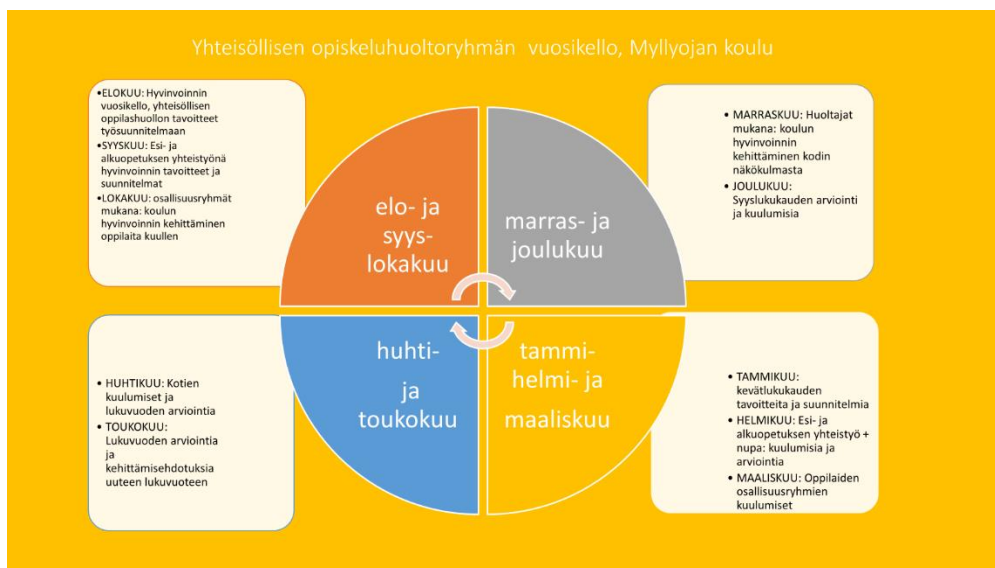 Yhteisöllisen opiskeluhuoltoryhmän vuosikello, Myllyojan koulu
•ELOKUU: Hyvinvoinnin
vuosikello, yhteisöllisen
oppilashuollon tavoitteet
työsuunnitelmaan
•SYYSKUU: Esi- ja
alkuopetuksen yhteistyönä
hyvinvoinnin tavoitteet ja
suunnitelmat
•LOKAKUU: osallisuusryhmät
mukana: koulun
hyvinvoinnin kehittäminen
oppilaita kuullen
elo- ja
syys-
lokakuu
marras- ja
joulukuu
• MARRASKUU: Huoltajat
mukana: koulun
hyvinvoinnin
kehittäminen kodin
näkökulmasta
• JOULUKUU:
Syyslukukauden arviointi
ja kuulumisia
• HUHTIKUU: Kotien
kuulumiset ja
lukuvuoden arviointia
• TOUKOKUU:
Lukuvuoden arviointia
ja
kehittämisehdotuksia
uuteen lukuvuoteen
huhti-
ja
toukokuu
tammi-
helmi- ja
maaliskuu
• TAMMIKUU:
kevätlukukauden
tavoitteita ja suunnitelmia
• HELMIKUU: Esi- ja
alkuopetuksen yhteistyö +
nupa: kuulumisia ja
arviointia
• MAALISKUU: Oppilaiden
osallisuusryhmien
kuulumiset